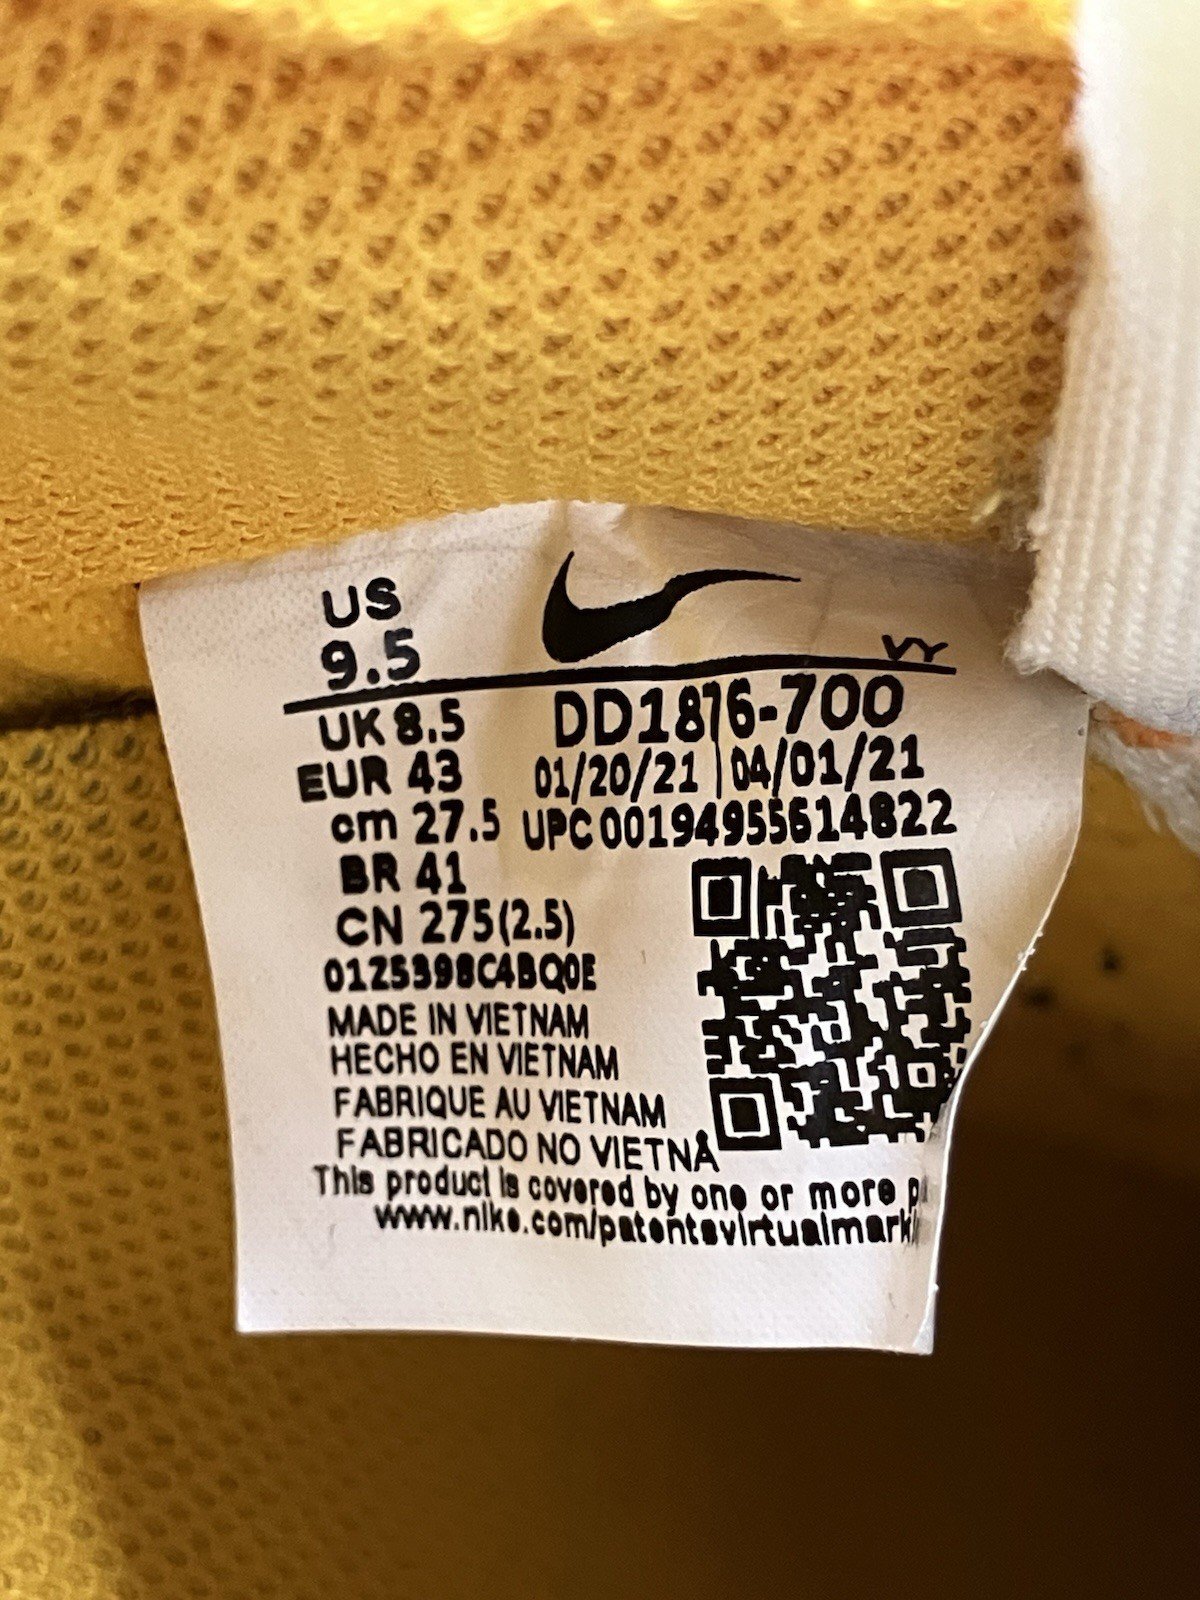 US
9.5
VY
UK 8.5
DD1876-700
EUR 43
01/20/21 | 04/01/21
cm 27.5
UPC 00194955614822
BR 41
CN 275(2.5)
0125398C4BQ0E
MADE IN VIETNAM
HECHO EN VIETNAM
FABRIQUE AU VIETNAM
FABRICADO NO VIETNÃ
This product is covered by one or more
www.nike.com/patentsvirtualmark